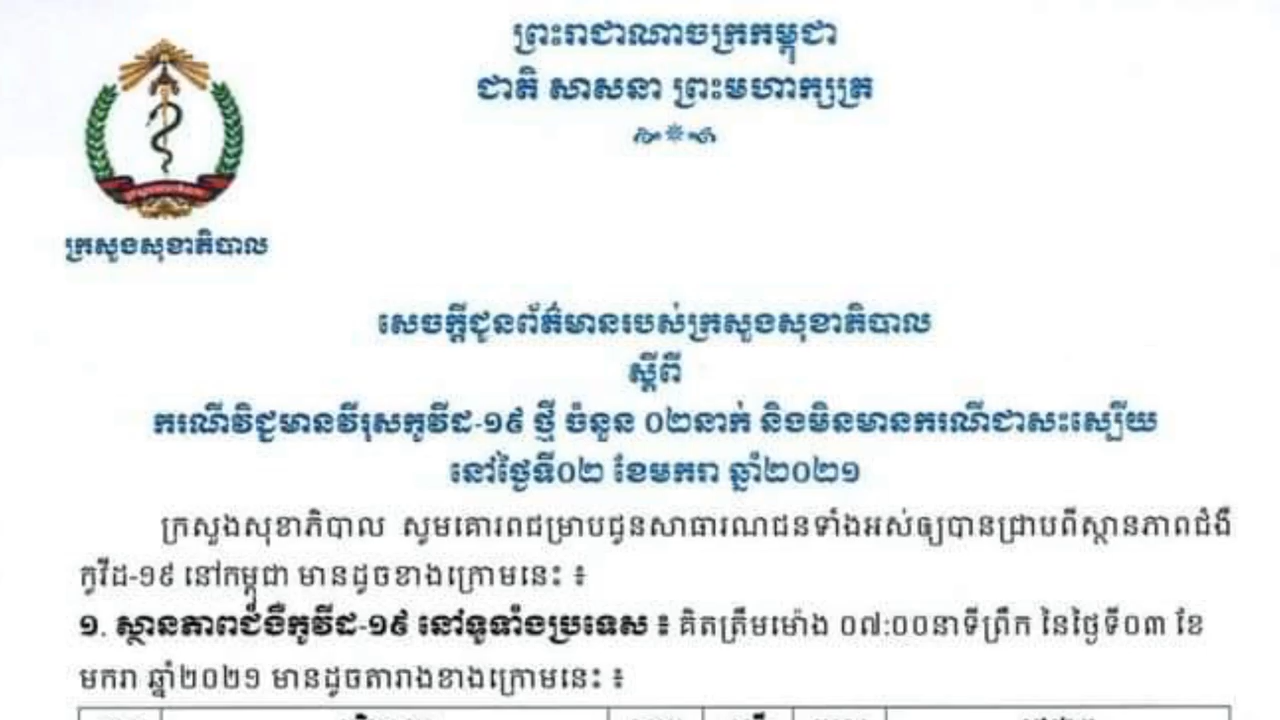 ព្រះរាជាណាចក្រកម្ពុជា
ជាតិ សាសនា ព្រះមហាក្សត្រ
ក្រសួងសុខាភិបាល
សេចក្តីជូនព័ត៌មានរបស់ក្រសួងសុខាភិបាល
ស្តីពី
ករណីវិជ្ជមានវីរុសកូវីដ-១៩ ថ្មី ចំនួន ០២នាក់ និងមិនមានករណីជាសះស្បើយ
នៅថ្ងៃទី០២ ខែមករា ឆ្នាំ២០២១
ក្រសួងសុខាភិបាល សូមគោរពជម្រាបជូនសាធារណជនទាំងអស់ឲ្យបានជ្រាបពីស្ថានភាពជំងឺ
កូវីដ-១៩ នៅកម្ពុជា មានដូចខាងក្រោមនេះ ៖
១. ស្ថានភាពជំងឺកូវីដ-១៩ នៅទូទាំងប្រទេស ៖ គិតត្រឹមម៉ោង ០៧:០០នាទីព្រឹក នៃថ្ងៃទី០៣ ខែ
មករា ឆ្នាំ២០២១ មានដូចតារាងខាងក្រោមនេះ ៖